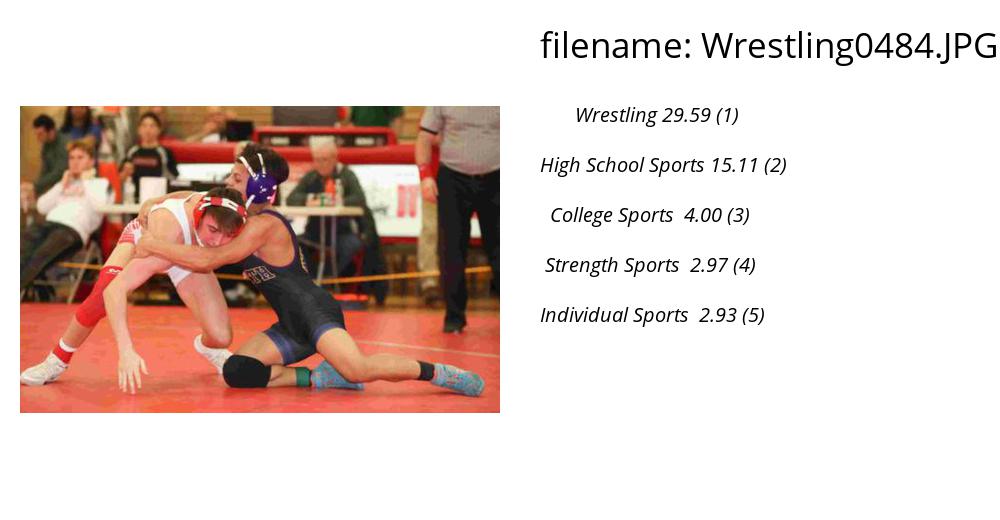 filename: Wrestling0484.JPG
Wrestling 29.59 (1)
High School Sports 15.11 (2)
College Sports 4.00 (3)
Strength Sports 2.97 (4)
Individual Sports 2.93 (5)